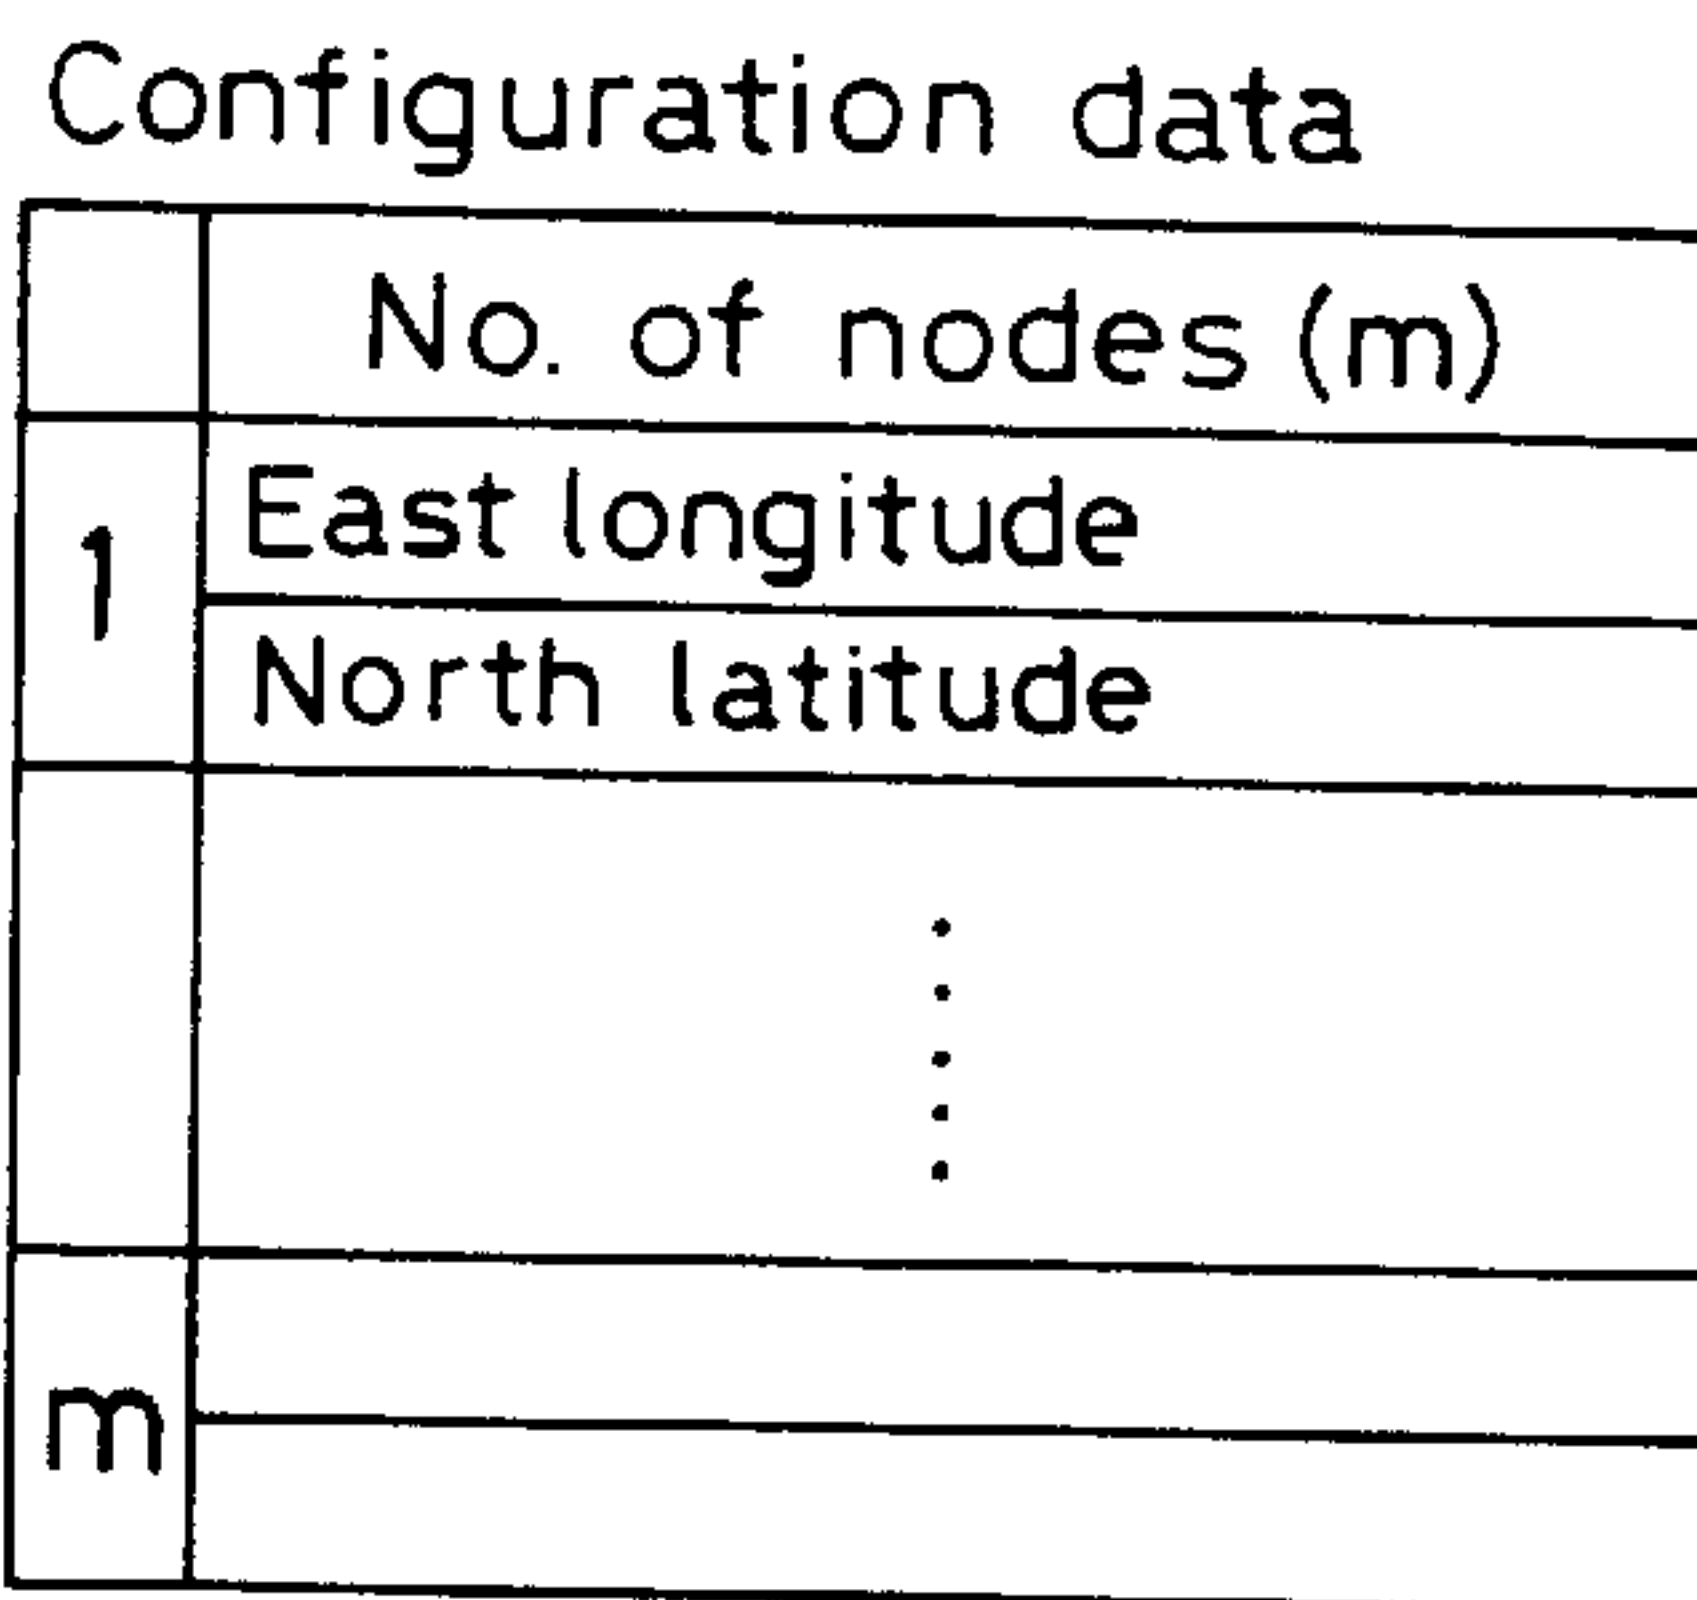 Configuration data
No. of nodes (m)
1
East longitude
North latitude
m